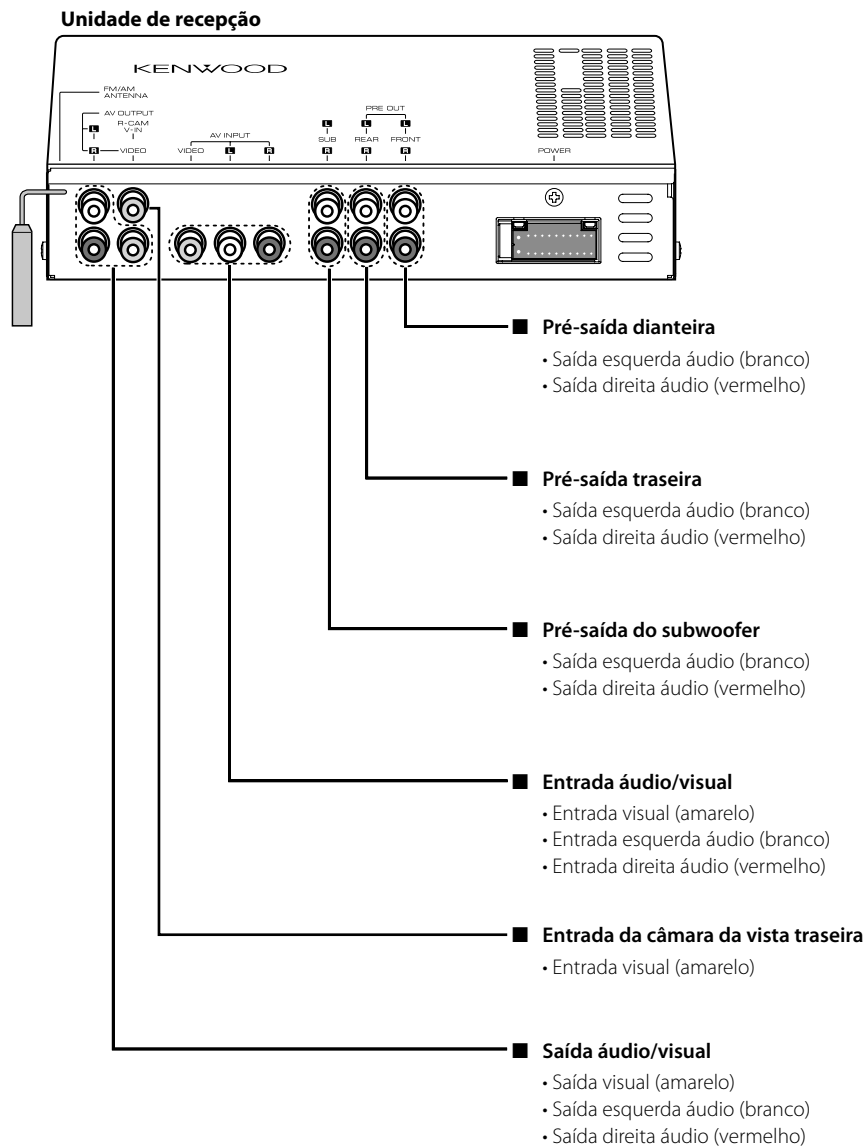 Unidade de recepção
KENWOOD
FM/AM
ANTENNA
AV OUTPUT
R-CAM
V-IN
L
R
VIDEO
AV INPUT
VIDEO
L
R
PRE OUT
L
L
L
SUB
REAR
FRONT
R
R
R
POWER
■ Pré-saída dianteira
• Saída esquerda áudio (branco)
• Saída direita áudio (vermelho)
■ Pré-saída traseira
• Saída esquerda áudio (branco)
• Saída direita áudio (vermelho)
■ Pré-saída do subwoofer
• Saída esquerda áudio (branco)
• Saída direita áudio (vermelho)
■ Entrada áudio/visual
• Entrada visual (amarelo)
• Entrada esquerda áudio (branco)
• Entrada direita áudio (vermelho)
■ Entrada da câmara da vista traseira
• Entrada visual (amarelo)
■ Saída áudio/visual
• Saída visual (amarelo)
• Saída esquerda áudio (branco)
• Saída direita áudio (vermelho)